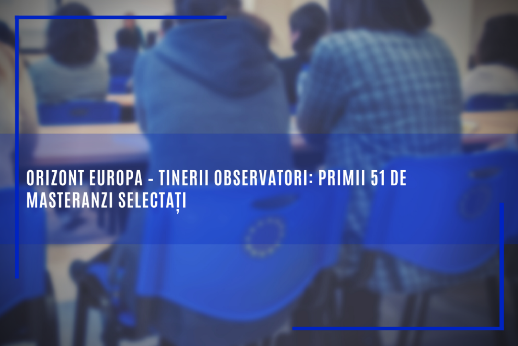 ORIZONT EUROPA – TINERII OBSERVATORI: PRIMII 51 DE
MASTERANZI SELECTAȚI